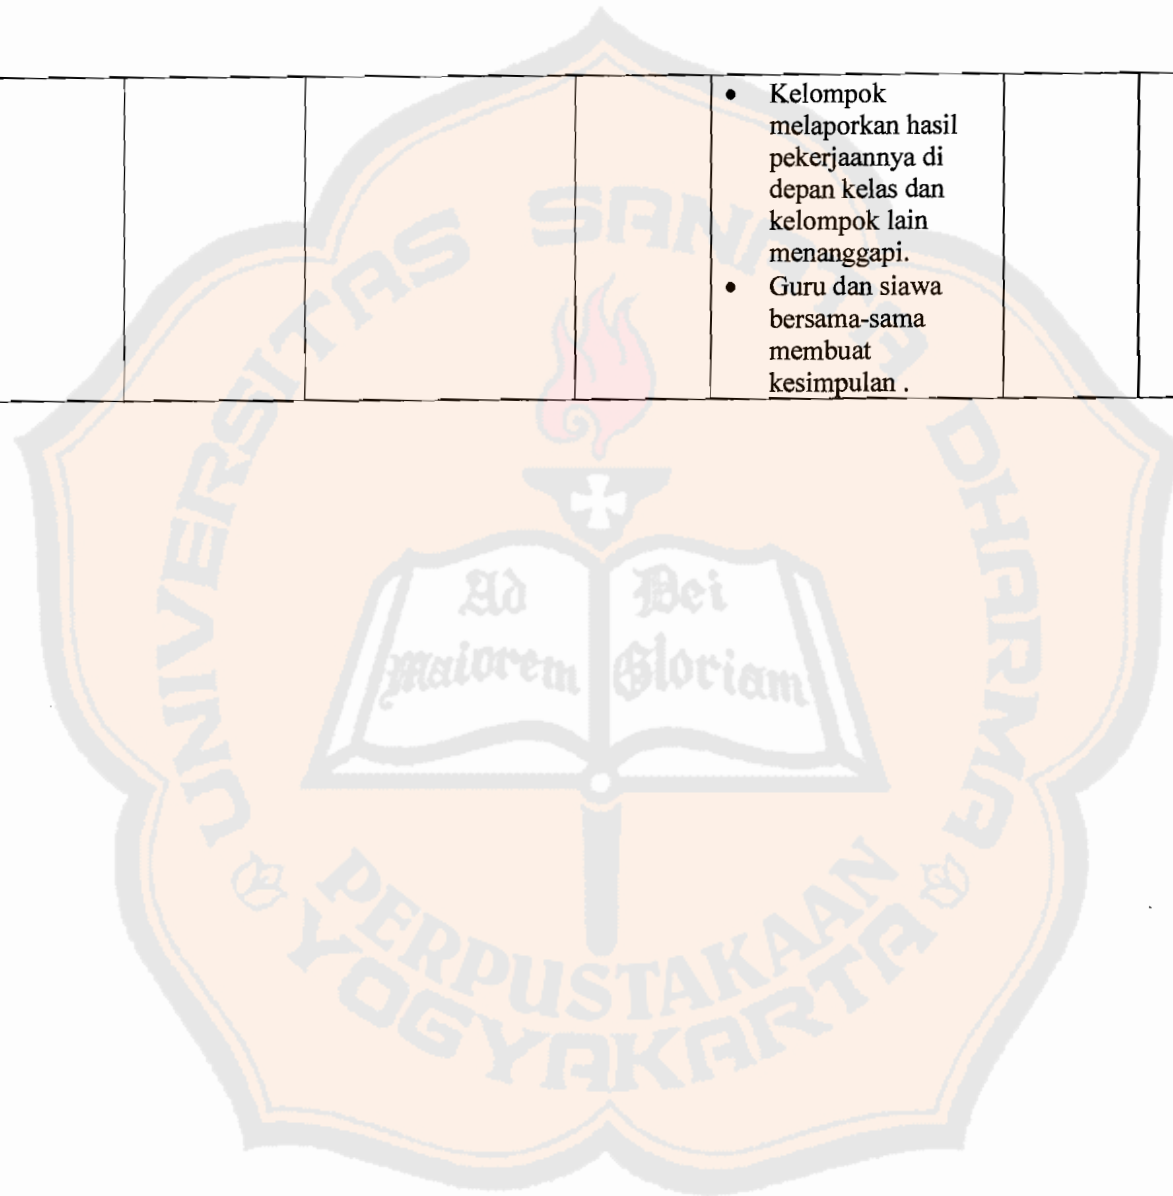 • Kelompok
melaporkan hasil
pekerjaannya di
depan kelas dan
kelompok lain
menanggapi.
• Guru dan siawa
bersama-sama
membuat
kesimpulan .
UNIVERSITAS SANATA DHARMA
Ad Dei
Maiorem Gloriam
PERPUSTAKAAN
YOGYAKARTA